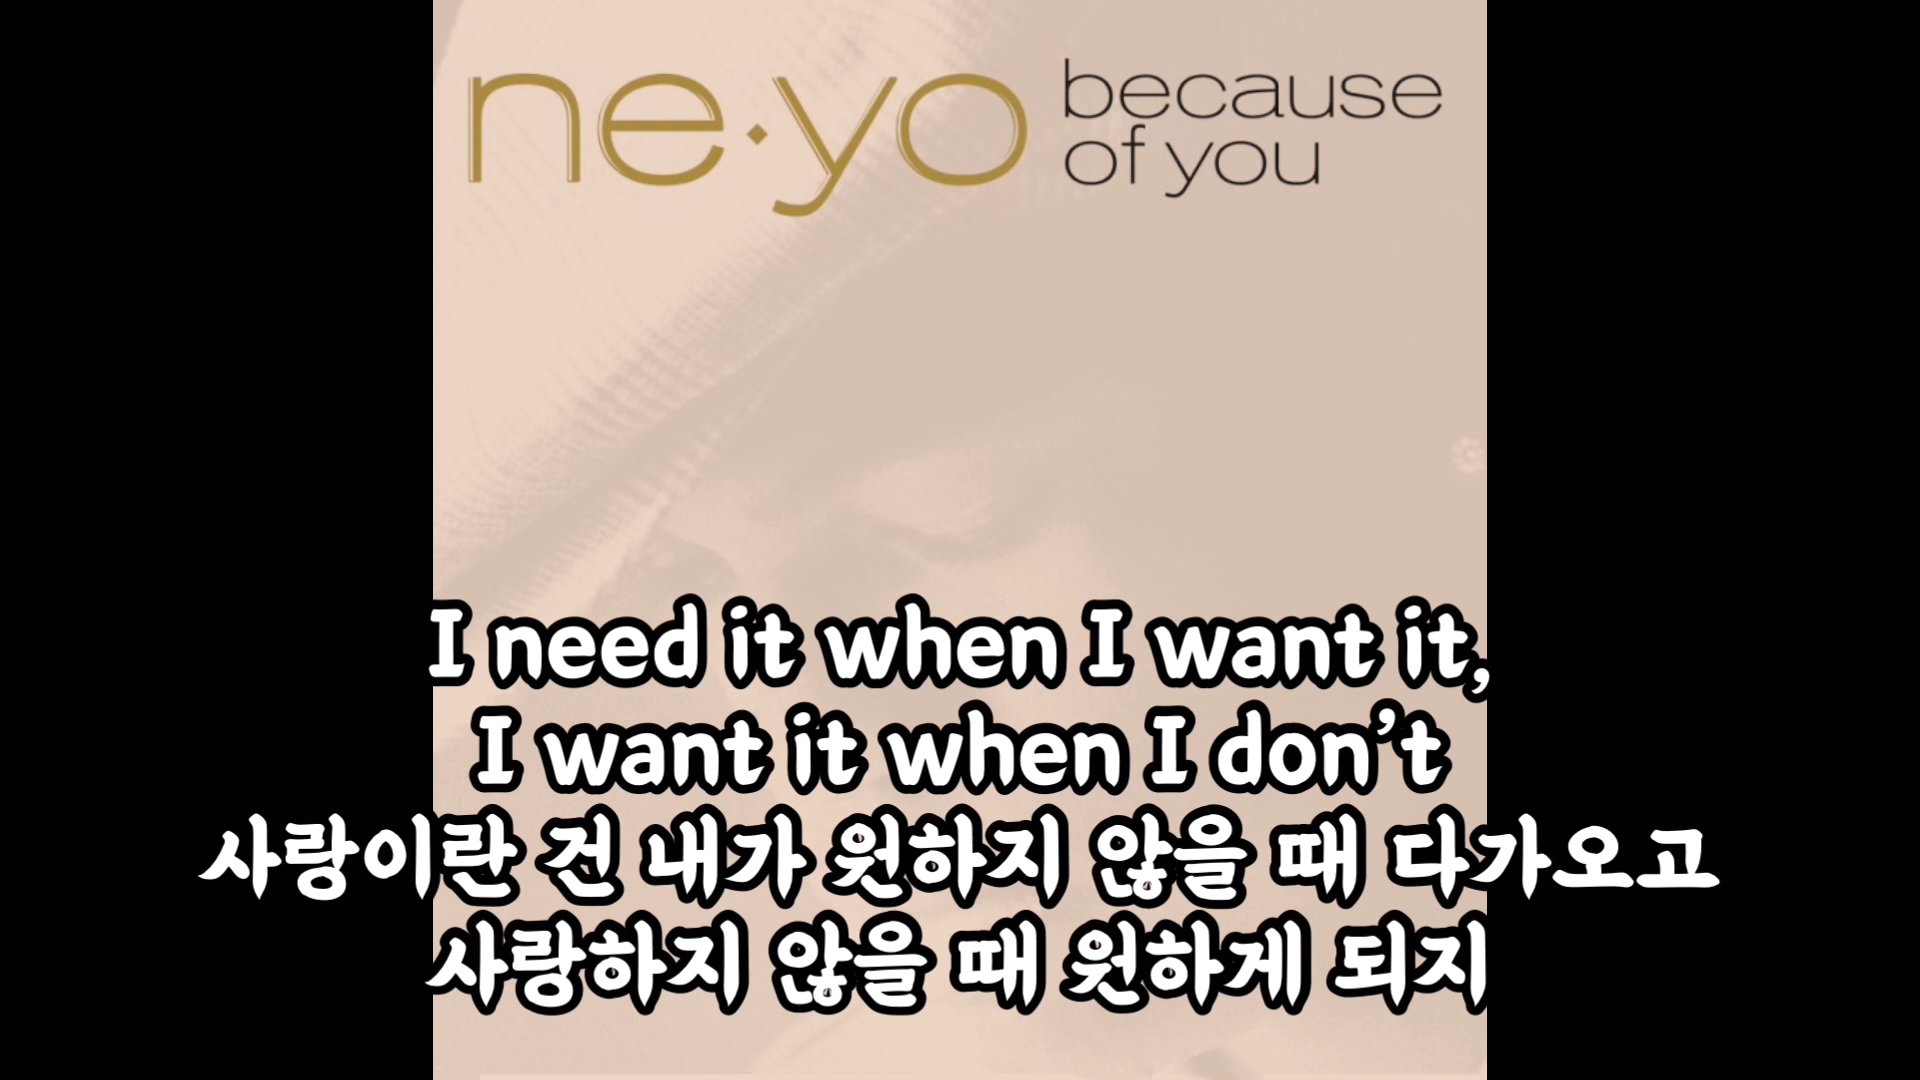 ne·yo
because
of you
I need it when I want it,
I want it when I don’t
사랑이란 건 내가 원하지 않을 때 다가오고
사랑하지 않을 때 원하게 되지